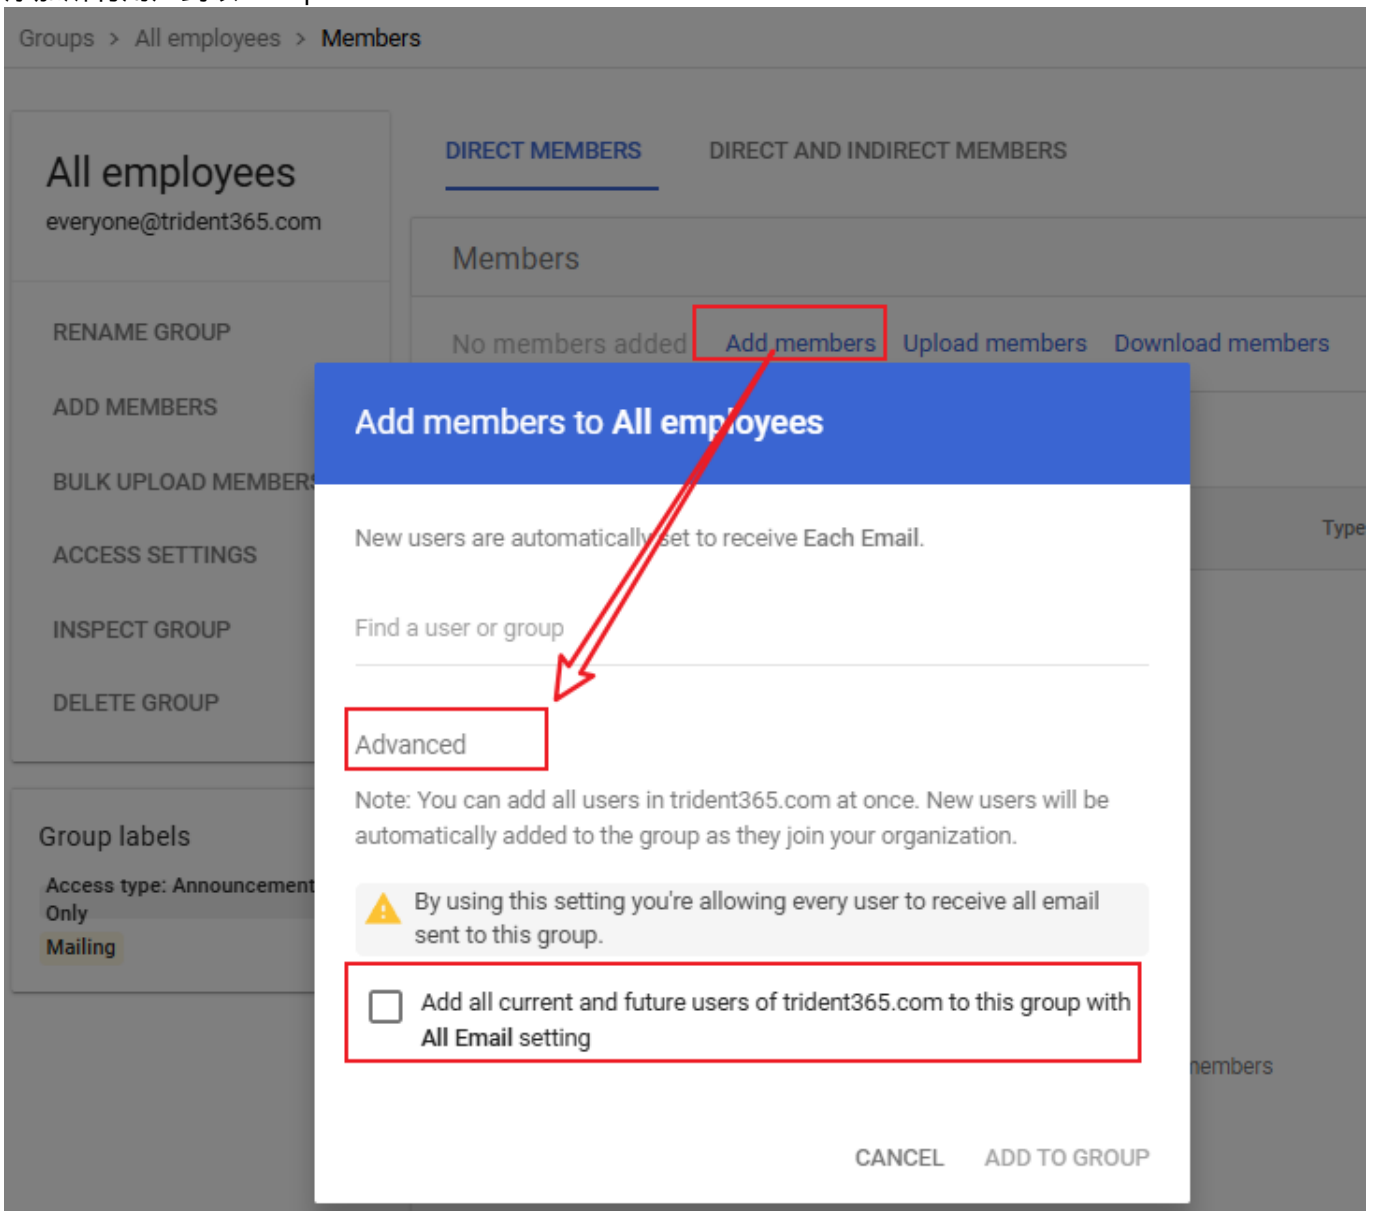 Groups > All employees > Members
All employees
everyone@trident365.com
DIRECT MEMBERS
DIRECT AND INDIRECT MEMBERS
Members
No members added
Add members
Upload members
Download members
RENAME GROUP
ADD MEMBERS
BULK UPLOAD MEMBERS
ACCESS SETTINGS
INSPECT GROUP
DELETE GROUP
Group labels
Access type: Announcement
Only
Mailing
Add members to All employees
New users are automatically set to receive Each Email.
Find a user or group
Advanced
Note: You can add all users in trident365.com at once. New users will be
automatically added to the group as they join your organization.
By using this setting you're allowing every user to receive all email
sent to this group.
Add all current and future users of trident365.com to this group with
All Email setting
CANCEL
ADD TO GROUP
Type
members